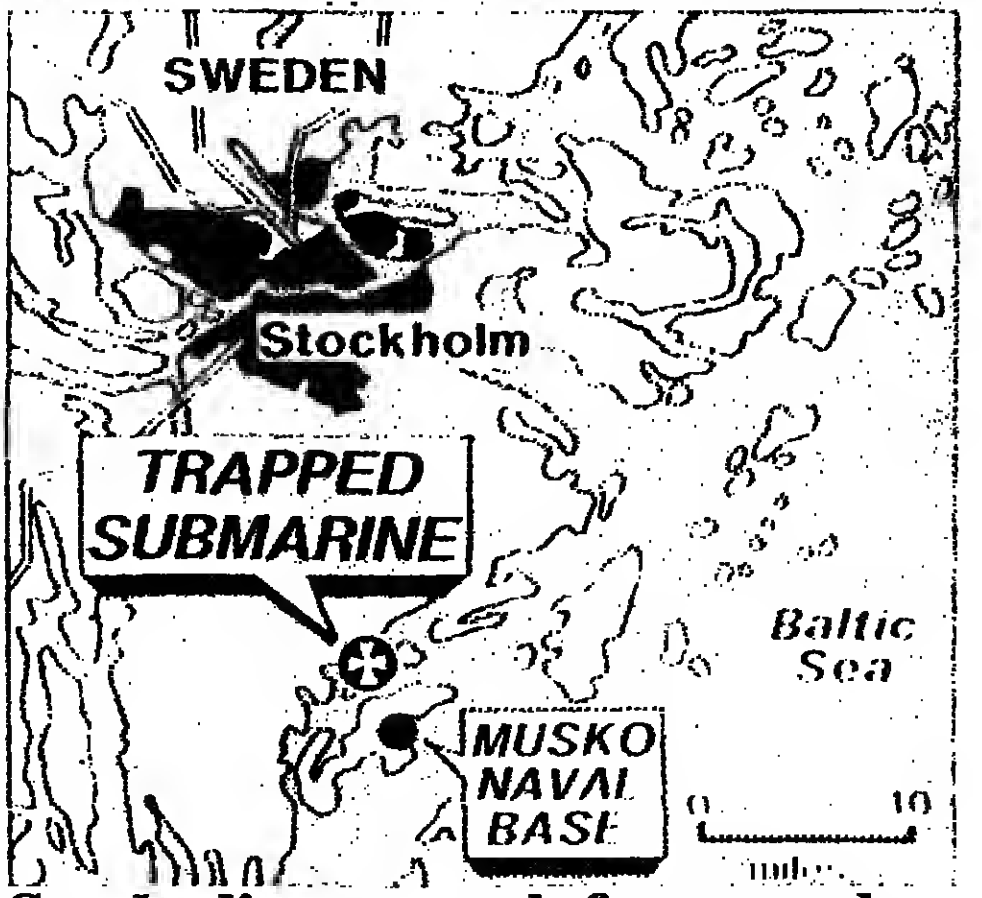 SWEDEN
Stockholm
TRAPPED
SUBMARINE
Baltic
Sea
MUSKO
NAVAL
BASE
0 10
miles